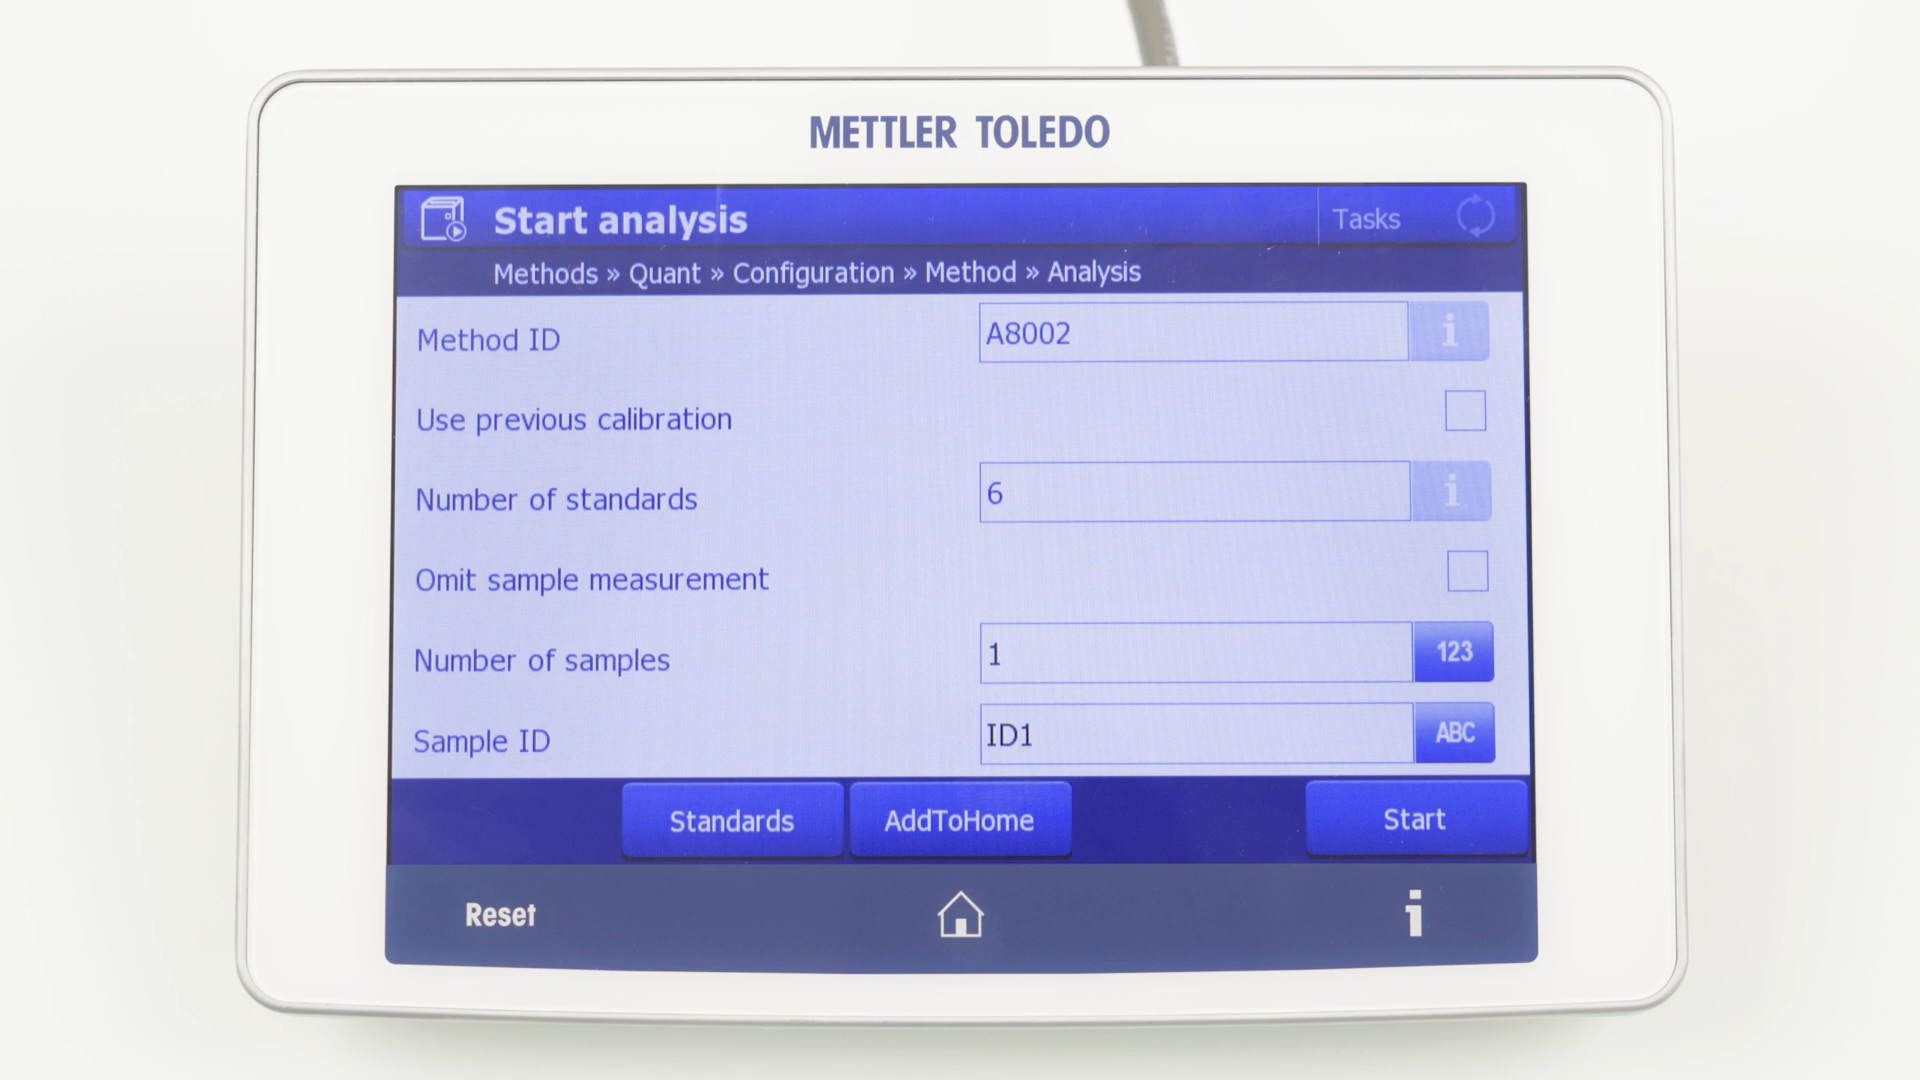 METTLER TOLEDO
Start analysis
Tasks
Methods » Quant » Configuration » Method » Analysis
Method ID
A8002
i
Use previous calibration
Number of standards
6
i
Omit sample measurement
Number of samples
1
123
Sample ID
ID1
ABC
Standards
AddToHome
Start
Reset
i